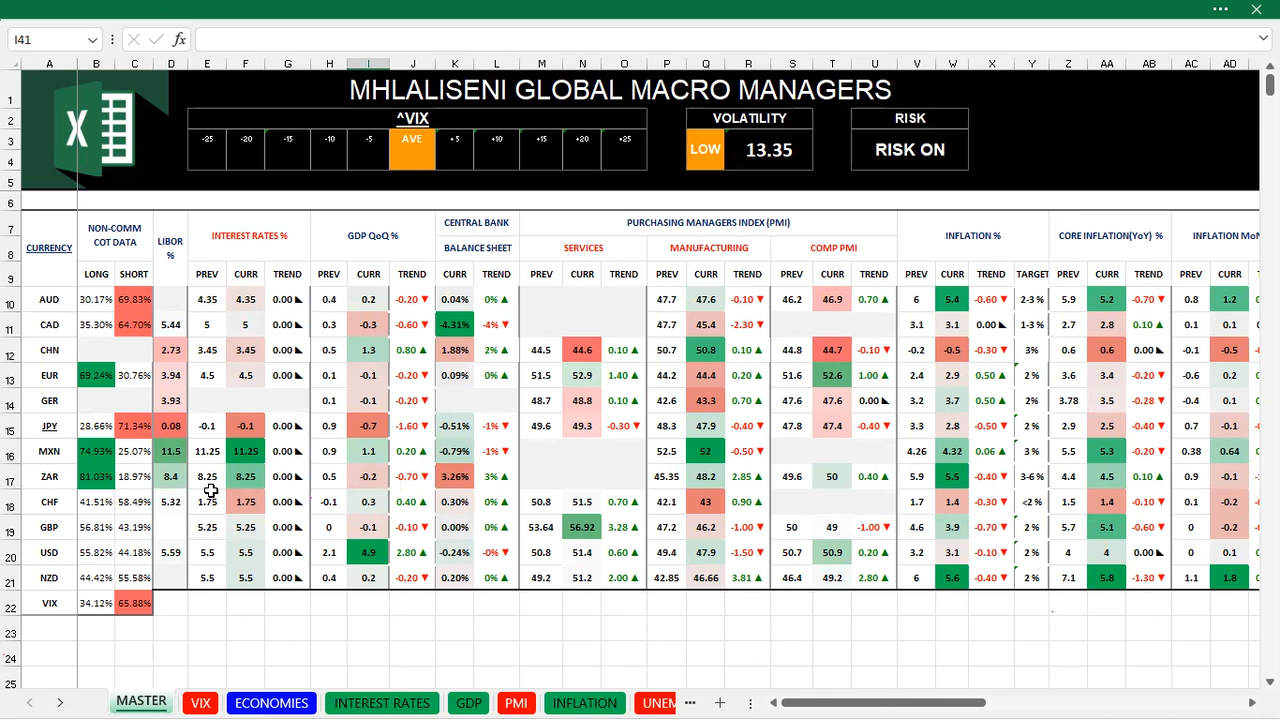 I41
fx
A B C D E F G H I J K L M N O P Q R S T U V W X Y Z AA AB AC AD
1 MHLALISENI GLOBAL MACRO MANAGERS
2 ^VIX VOLATILITY RISK
3 -25 -20 -15 -10 -5 AVE +5 +10 +15 +20 +25
4 LOW 13.35 RISK ON
5
6
7 NON-COMM COT DATA LIBOR % INTEREST RATES % GDP QoQ % CENTRAL BANK PURCHASING MANAGERS INDEX (PMI) INFLATION % CORE INFLATION(YoY) % INFLATION MoM
8 CURRENCY BALANCE SHEET SERVICES MANUFACTURING COMP PMI
9 LONG SHORT PREV CURR TREND PREV CURR TREND CURR TREND PREV CURR TREND PREV CURR TREND PREV CURR TREND PREV CURR TREND TARGET PREV CURR TREND PREV CURR
10 AUD 30.17% 69.83% 4.35 4.35 0.00 ◣ 0.4 0.2 -0.20 ▼ 0.04% 0% ▲ 47.7 47.6 -0.10 ▼ 46.2 46.9 0.70 ▲ 6 5.4 -0.60 ▼ 2-3 % 5.9 5.2 -0.70 ▼ 0.8 1.2
11 CAD 35.30% 64.70% 5.44 5 5 0.00 ◣ 0.3 -0.3 -0.60 ▼ -4.31% -4% ▼ 47.7 45.4 -2.30 ▼ 3.1 3.1 0.00 ◣ 1-3 % 2.7 2.8 0.10 ▲ 0.1 0.1
12 CHN 2.73 3.45 3.45 0.00 ◣ 0.5 1.3 0.80 ▲ 1.88% 2% ▲ 44.5 44.6 0.10 ▲ 50.7 50.8 0.10 ▲ 44.8 44.7 -0.10 ▼ -0.2 -0.5 -0.30 ▼ 3% 0.6 0.6 0.00 ◣ -0.1 -0.5
13 EUR 69.24% 30.76% 3.94 4.5 4.5 0.00 ◣ 0.1 -0.1 -0.20 ▼ 0.09% 0% ▲ 51.5 52.9 1.40 ▲ 44.2 44.4 0.20 ▲ 51.6 52.6 1.00 ▲ 2.4 2.9 0.50 ▲ 2 % 3.6 3.4 -0.20 ▼ -0.6 0.2
14 GER 3.93 0.1 -0.1 -0.20 ▼ 48.7 48.8 0.10 ▲ 42.6 43.3 0.70 ▲ 47.6 47.6 0.00 ◣ 3.2 3.7 0.50 ▲ 2% 3.78 3.5 -0.28 ▼ -0.4 0.1
15 JPY 28.66% 71.34% 0.08 -0.1 -0.1 0.00 ◣ 0.9 -0.7 -1.60 ▼ -0.51% -1% ▼ 49.6 49.3 -0.30 ▼ 48.3 47.9 -0.40 ▼ 47.8 47.4 -0.40 ▼ 3.3 2.8 -0.50 ▼ 2 % 2.9 2.5 -0.40 ▼ 0.7 -0.1
16 MXN 74.93% 25.07% 11.5 11.25 11.25 0.00 ◣ 0.9 1.1 0.20 ▲ -0.79% -1% ▼ 52.5 52 -0.50 ▼ 4.26 4.32 0.06 ▲ 3 % 5.4 5.3 -0.10 ▼ 0.38 0.64
17 ZAR 81.03% 18.97% 8.4 8.25 8.25 0.00 ◣ 0.5 -0.2 -0.70 ▼ 3.26% 3% ▲ 45.35 48.2 2.85 ▲ 49.6 50 0.40 ▲ 5.9 5.5 -0.40 ▼ 3-6 % 4.4 4.5 0.10 ▲ 0.9 -0.1
18 CHF 41.51% 58.49% 5.32 1.75 1.75 0.00 ◣ -0.1 0.3 0.40 ▲ 0.30% 0% ▲ 50.8 51.5 0.70 ▲ 42.1 43 0.90 ▲ 1.7 1.4 -0.30 ▼ <2 % 1.5 1.4 -0.10 ▼ 0.1 -0.2
19 GBP 56.81% 43.19% 5.25 5.25 0.00 ◣ 0 -0.1 -0.10 ▼ 0.00% 0% ▲ 53.64 56.92 3.28 ▲ 47.2 46.2 -1.00 ▼ 50 49 -1.00 ▼ 4.6 3.9 -0.70 ▼ 2 % 5.7 5.1 -0.60 ▼ 0 -0.2
20 USD 55.82% 44.18% 5.59 5.5 5.5 0.00 ◣ 2.1 4.9 2.80 ▲ -0.24% -0% ▼ 50.8 51.4 0.60 ▲ 49.4 47.9 -1.50 ▼ 50.7 50.9 0.20 ▲ 3.2 3.1 -0.10 ▼ 2 % 4 4 0.00 ◣ 0 0.1
21 NZD 44.42% 55.58% 5.5 5.5 0.00 ◣ 0.4 0.2 -0.20 ▼ 0.20% 0% ▲ 49.2 51.2 2.00 ▲ 42.85 46.66 3.81 ▲ 46.4 49.2 2.80 ▲ 6 5.6 -0.40 ▼ 2 % 7.1 5.8 -1.30 ▼ 1.1 1.8
22 VIX 34.12% 65.88%
23
24
25
MASTER VIX ECONOMIES INTEREST RATES GDP PMI INFLATION UNEM